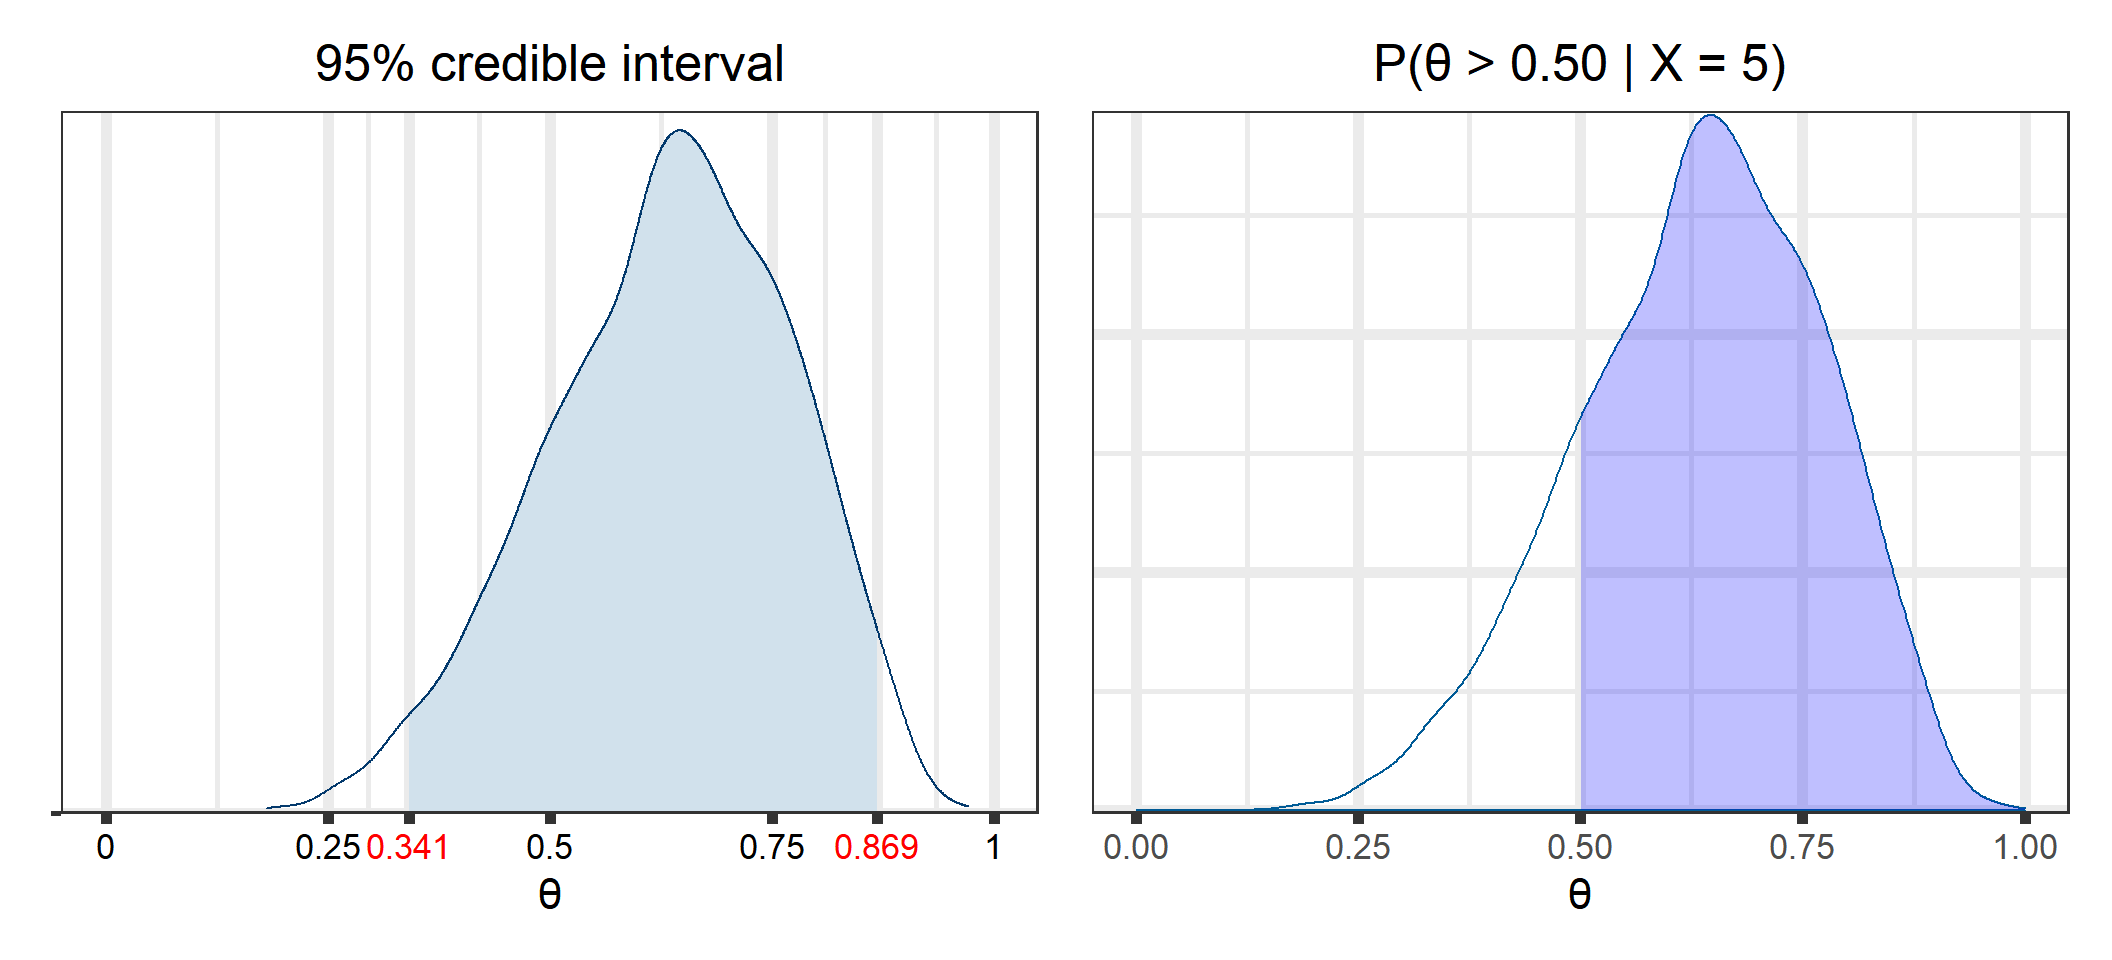 95% credible interval
0 0.25 0.341 0.5 0.75 0.869 1
θ
P(θ > 0.50 | X = 5)
0.00 0.25 0.50 0.75 1.00
θ